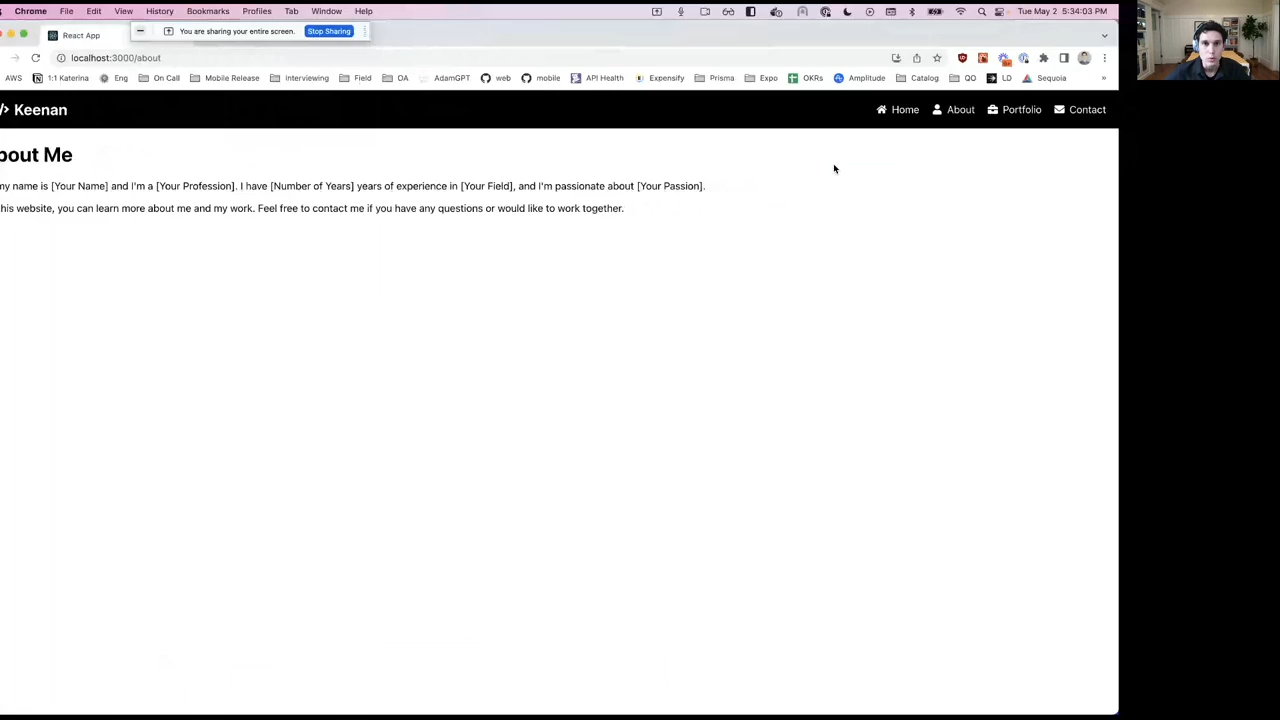 Chrome File Edit View History Bookmarks Profiles Tab Window Help Tue May 2 5:34:03 PM
React App You are sharing your entire screen. Stop Sharing
localhost:3000/about
AWS 1:1 Katerina Eng On Call Mobile Release Interviewing Field OA AdamGPT web mobile API Health Expensify Prisma Expo OKRs Amplitude Catalog QO LD Sequoia »
/> Keenan Home About Portfolio Contact
bout Me
my name is [Your Name] and I'm a [Your Profession]. I have [Number of Years] years of experience in [Your Field], and I'm passionate about [Your Passion].
his website, you can learn more about me and my work. Feel free to contact me if you have any questions or would like to work together.